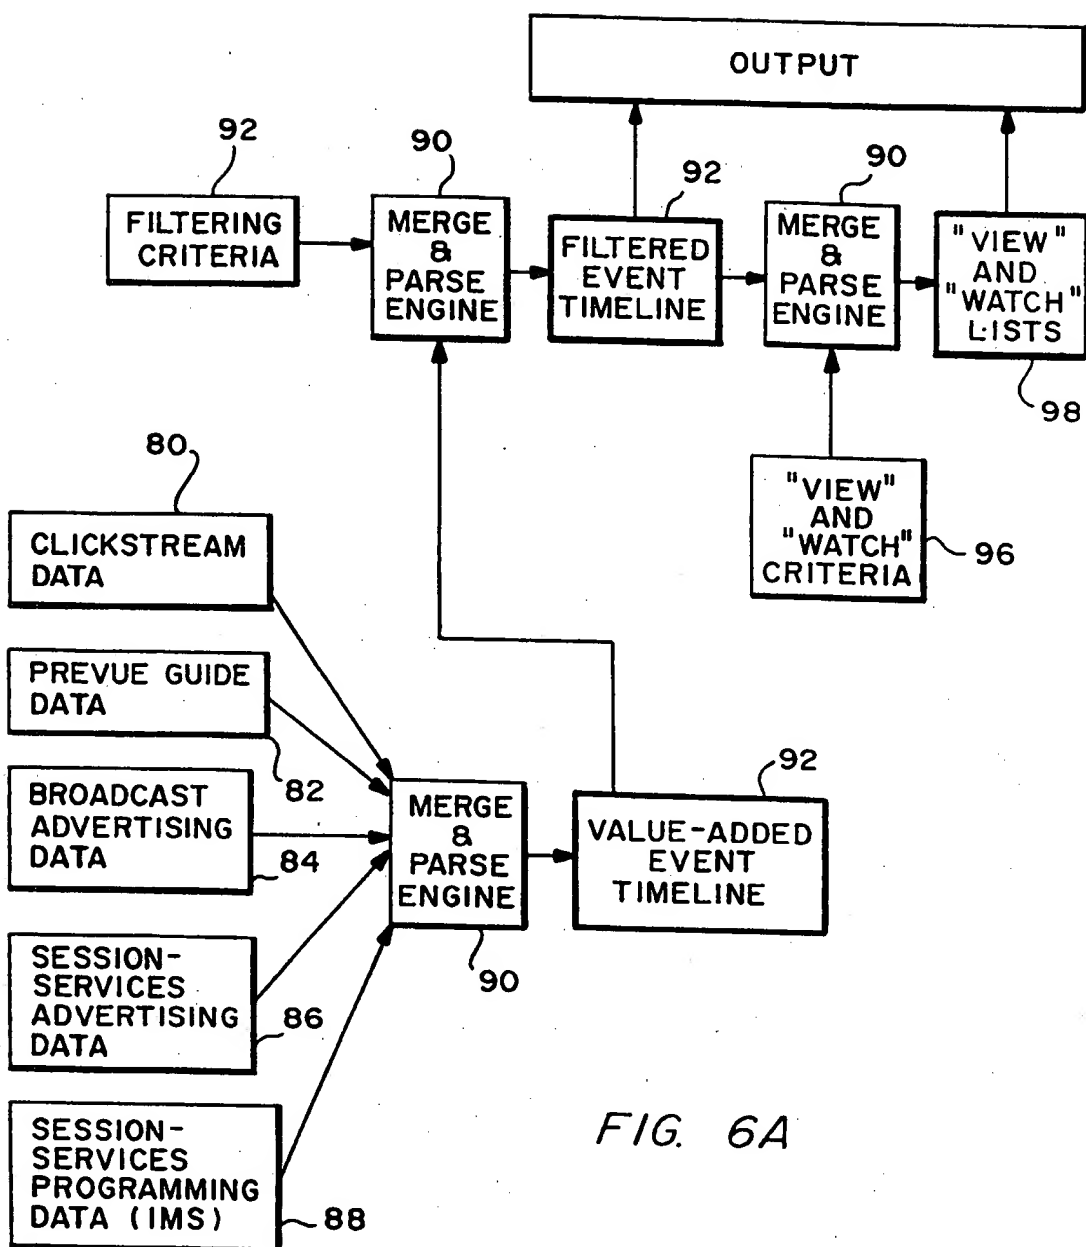 OUTPUT
92
FILTERING
CRITERIA
90
MERGE
&
PARSE
ENGINE
92
FILTERED
EVENT
TIMELINE
90
MERGE
&
PARSE
ENGINE
"VIEW"
AND
"WATCH"
LISTS
98
"VIEW"
AND
"WATCH"
CRITERIA
96
80
CLICKSTREAM
DATA
PREVUE GUIDE
DATA
82
BROADCAST
ADVERTISING
DATA
84
SESSION-
SERVICES
ADVERTISING
DATA
86
SESSION-
SERVICES
PROGRAMMING
DATA (IMS)
88
MERGE
&
PARSE
ENGINE
90
92
VALUE-ADDED
EVENT
TIMELINE
FIG. 6A